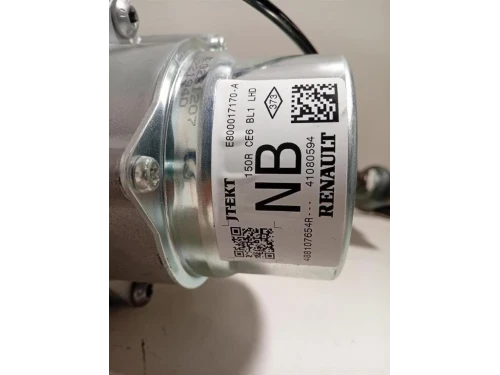 E800017170-A
373
JTEKT
150R CE6 BL1 LHD
NB
41080594
RENAULT
488107654R---